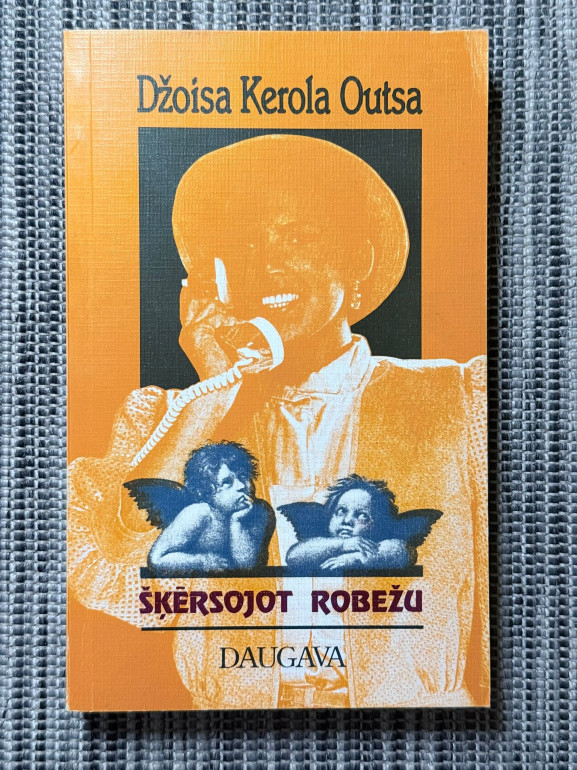 Džoisa Kerola Outsa
ŠĶĒRSOJOT ROBEŽU
DAUGAVA